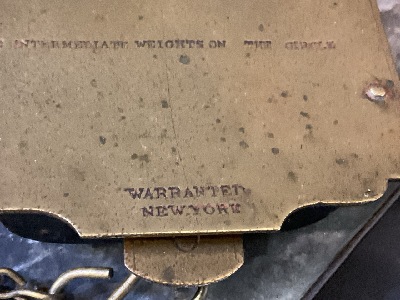 INTERMEDIATE WEIGHTS ON THE CIRCLE
WARRANTED
NEW.YORK